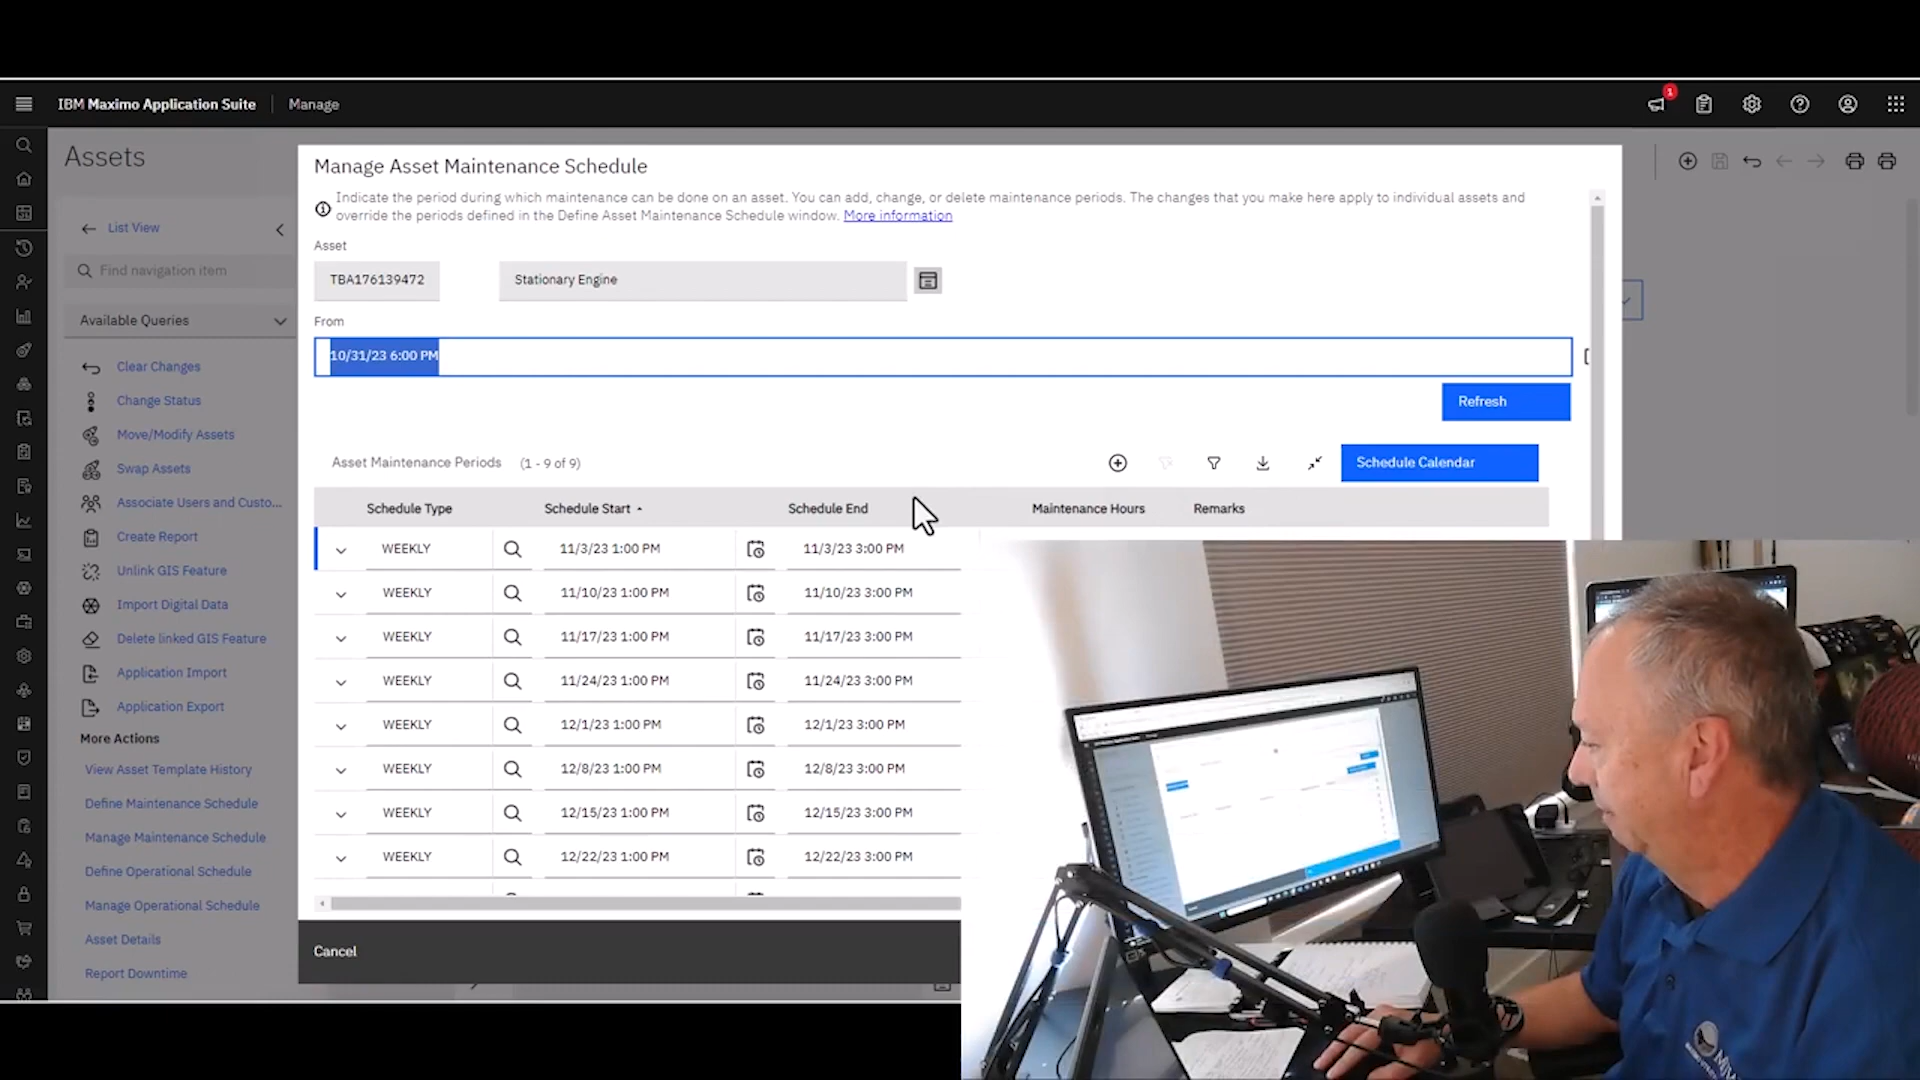 IBM Maximo Application Suite
Manage
1
Assets
List View
Find navigation item
Available Queries
Clear Changes
Change Status
Move/Modify Assets
Swap Assets
Associate Users and Custo...
Create Report
Unlink GIS Feature
Import Digital Data
Delete linked GIS Feature
Application Import
Application Export
More Actions
View Asset Template History
Define Maintenance Schedule
Manage Maintenance Schedule
Define Operational Schedule
Manage Operational Schedule
Asset Details
Report Downtime
Manage Asset Maintenance Schedule
Indicate the period during which maintenance can be done on an asset. You can add, change, or delete maintenance periods. The changes that you make here apply to individual assets and
override the periods defined in the Define Asset Maintenance Schedule window. More information
Asset
TBA176139472 Stationary Engine
From
10/31/23 6:00 PM
Refresh
Asset Maintenance Periods (1 - 9 of 9) Schedule Calendar
Schedule Type Schedule Start Schedule End Maintenance Hours Remarks
WEEKLY 11/3/23 1:00 PM 11/3/23 3:00 PM
WEEKLY 11/10/23 1:00 PM 11/10/23 3:00 PM
WEEKLY 11/17/23 1:00 PM 11/17/23 3:00 PM
WEEKLY 11/24/23 1:00 PM 11/24/23 3:00 PM
WEEKLY 12/1/23 1:00 PM 12/1/23 3:00 PM
WEEKLY 12/8/23 1:00 PM 12/8/23 3:00 PM
WEEKLY 12/15/23 1:00 PM 12/15/23 3:00 PM
WEEKLY 12/22/23 1:00 PM 12/22/23 3:00 PM
Cancel